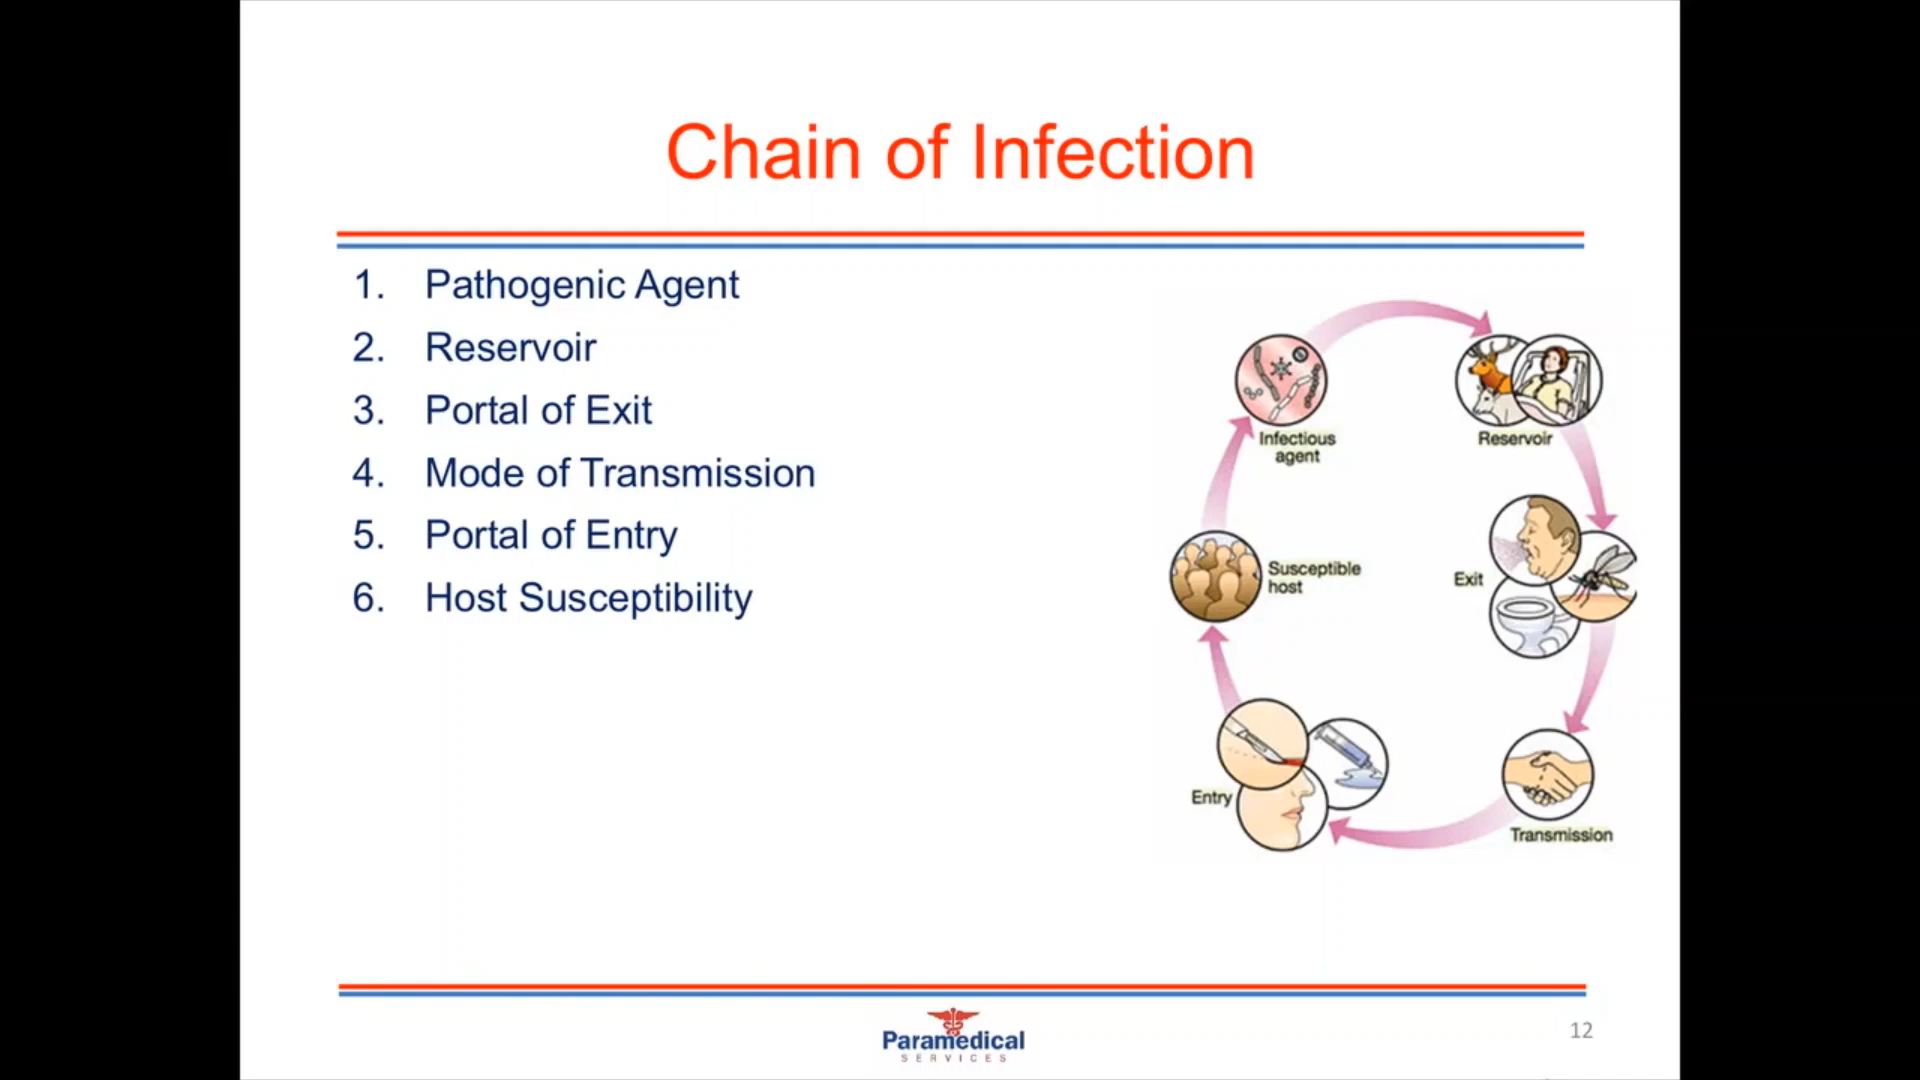 Chain of Infection
1. Pathogenic Agent
2. Reservoir
3. Portal of Exit
4. Mode of Transmission
5. Portal of Entry
6. Host Susceptibility
Infectious
agent
Reservoir
Susceptible
host
Exit
Entry
Transmission
Paramedical
SERVICES
12